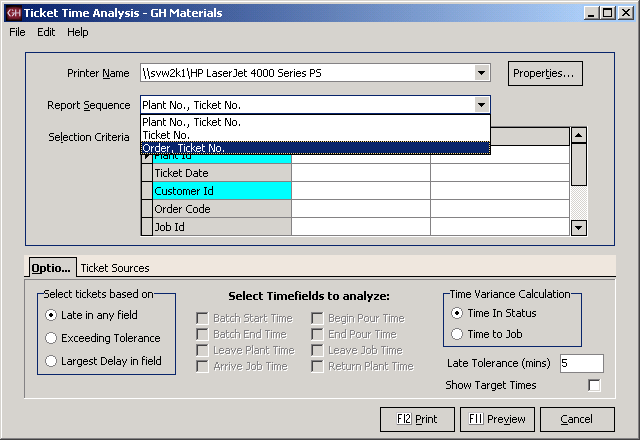 GH Ticket Time Analysis - GH Materials
File Edit Help
Printer Name \\svw2k1\HP LaserJet 4000 Series PS Properties...
Report Sequence Plant No., Ticket No.
Plant No., Ticket No.
Selection Criteria Ticket No.
Order, Ticket No.
Plant Id
Ticket Date
Customer Id
Order Code
Job Id
Optio... Ticket Sources
Select tickets based on
Late in any field
Exceeding Tolerance
Largest Delay in field
Select Timefields to analyze:
Batch Start Time Begin Pour Time
Batch End Time End Pour Time
Leave Plant Time Leave Job Time
Arrive Job Time Return Plant Time
Time Variance Calculation
Time In Status
Time to Job
Late Tolerance (mins) 5
Show Target Times
F12 Print F11 Preview Cancel